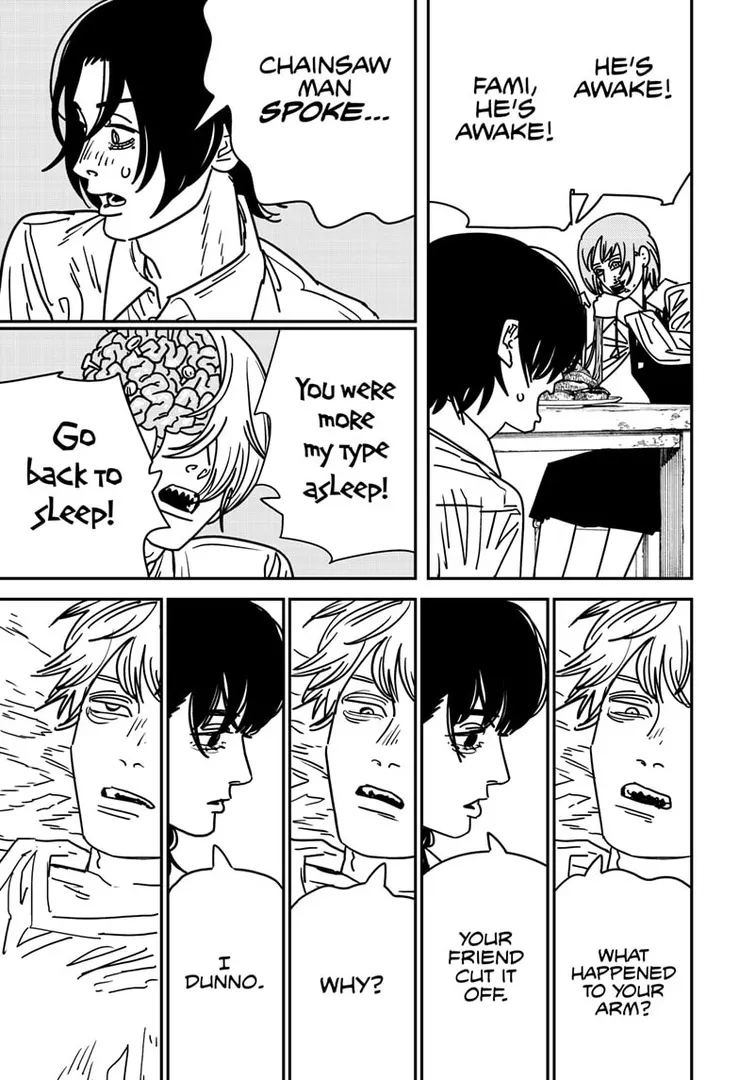 HE'S
AWAKE!
FAMI,
HE'S
AWAKE!
CHAINSAW
MAN
SPOKE...
YOU WERE
MORE
MY TYPE
ASLEEP!
GO
BACK TO
SLEEP!
WHAT
HAPPENED
TO YOUR
ARM?
YOUR
FRIEND
CUT IT
OFF.
WHY?
I
DUNNO.